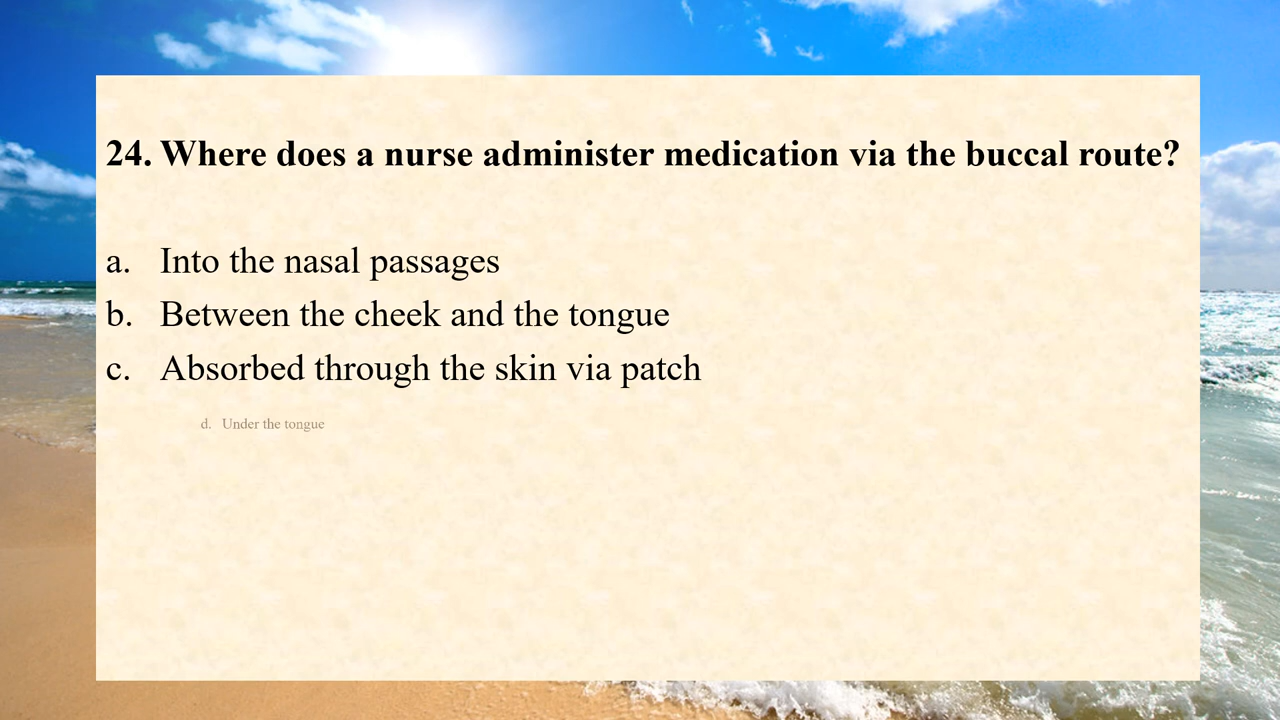 24. Where does a nurse administer medication via the buccal route?
a. Into the nasal passages
b. Between the cheek and the tongue
c. Absorbed through the skin via patch
d. Under the tongue